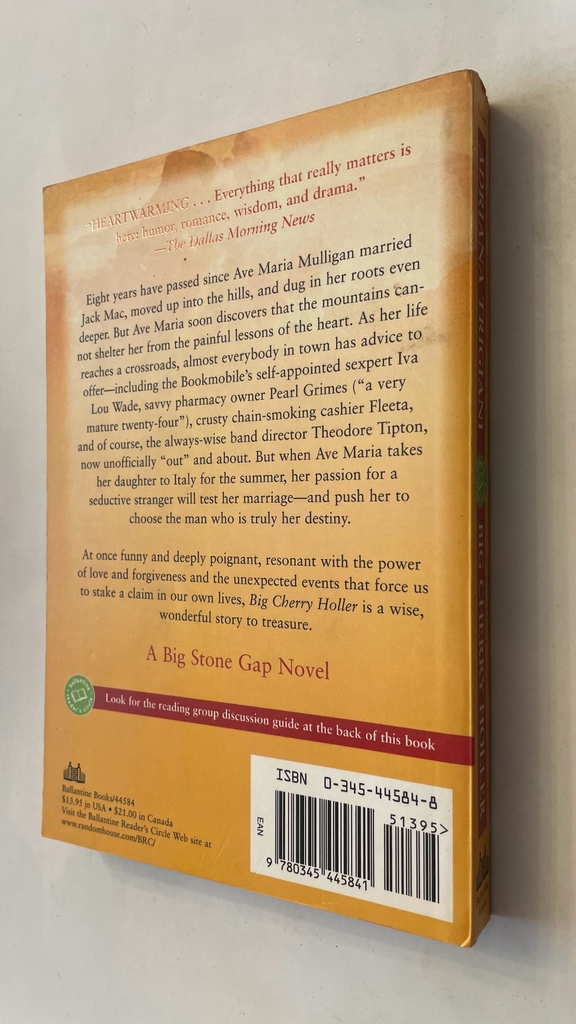 "HEARTWARMING . . . Everything that really matters is
here: humor, romance, wisdom, and drama."
—The Dallas Morning News
Eight years have passed since Ave Maria Mulligan married
Jack Mac, moved up into the hills, and dug in her roots even
deeper. But Ave Maria soon discovers that the mountains can-
not shelter her from the painful lessons of the heart. As her life
reaches a crossroads, almost everybody in town has advice to
offer—including the Bookmobile's self-appointed sexpert Iva
Lou Wade, savvy pharmacy owner Pearl Grimes ("a very
mature twenty-four"), crusty chain-smoking cashier Fleeta,
and of course, the always-wise band director Theodore Tipton,
now unofficially "out" and about. But when Ave Maria takes
her daughter to Italy for the summer, her passion for a
seductive stranger will test her marriage—and push her to
choose the man who is truly her destiny.
At once funny and deeply poignant, resonant with the power
of love and forgiveness and the unexpected events that force us
to stake a claim in our own lives, Big Cherry Holler is a wise,
wonderful story to treasure.
A Big Stone Gap Novel
Ballantine Reader's Circle
Look for the reading group discussion guide at the back of this book
Ballantine Books/44584
$13.95 in USA • $21.00 in Canada
Visit the Ballantine Reader's Circle Web site at
www.randomhouse.com/BRC/
ISBN 0-345-44584-8
51395>
EAN
9 780345 445841
ADRIANA TRIGIANI
BIG CHERRY HOLLER